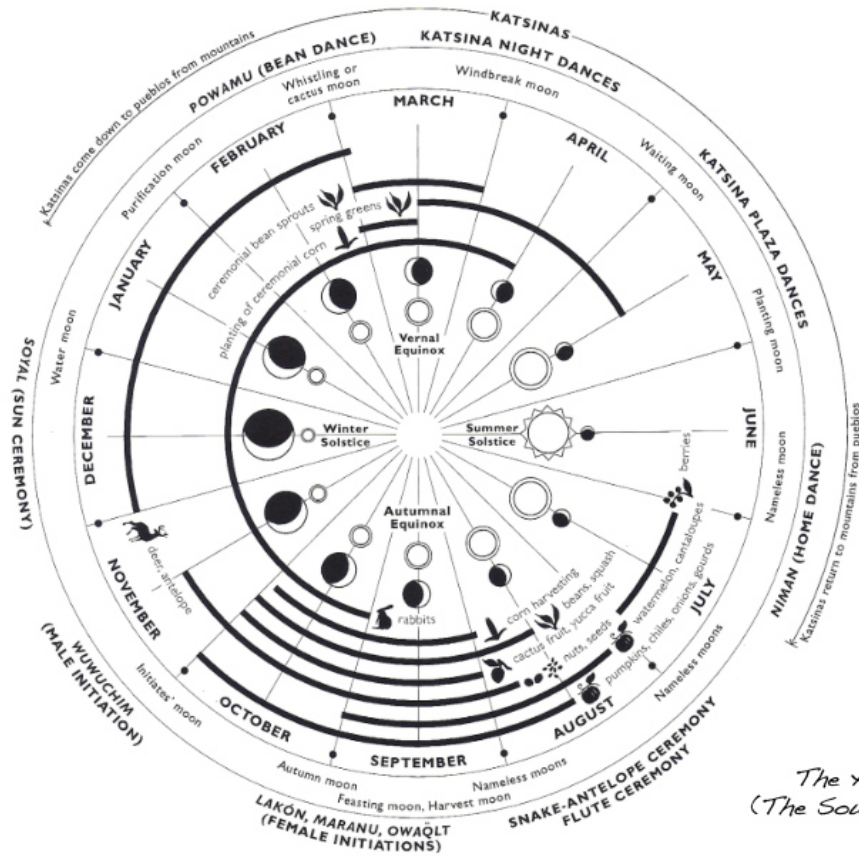 KATSINAS
KATSINA NIGHT DANCES
POWAMU (BEAN DANCE)
Katsinas come down to pueblos from mountains
Whistling or
cactus moon
Windbreak moon
MARCH
FEBRUARY
APRIL
Waiting moon
KATSINA PLAZA DANCES
Purification moon
ceremonial bean sprouts
spring greens
planting of ceremonial corn
JANUARY
MAY
Planting moon
Vernal
Equinox
SOYAL (SUN CEREMONY)
Water moon
DECEMBER
Winter
Solstice
Summer
Solstice
JUNE
Nameless moon
NIMAN (HOME DANCE)
Katsinas return to mountains from pueblos
berries
Autumnal
Equinox
deer, antelope
NOVEMBER
rabbits
corn harvesting
beans, squash
cactus fruit, yucca fruit
nuts, seeds
watermelon, cantaloupes
pumpkins, chiles, onions, gourds
JULY
Nameless moons
WUWUCHIM
(MALE INITIATION)
Initiates' moon
OCTOBER
AUGUST
SEPTEMBER
Autumn moon
Nameless moons
Feasting moon, Harvest moon
SNAKE-ANTELOPE CEREMONY
FLUTE CEREMONY
LAKÓN, MARANU, OWAQÖLT
(FEMALE INITIATIONS)
The
(The